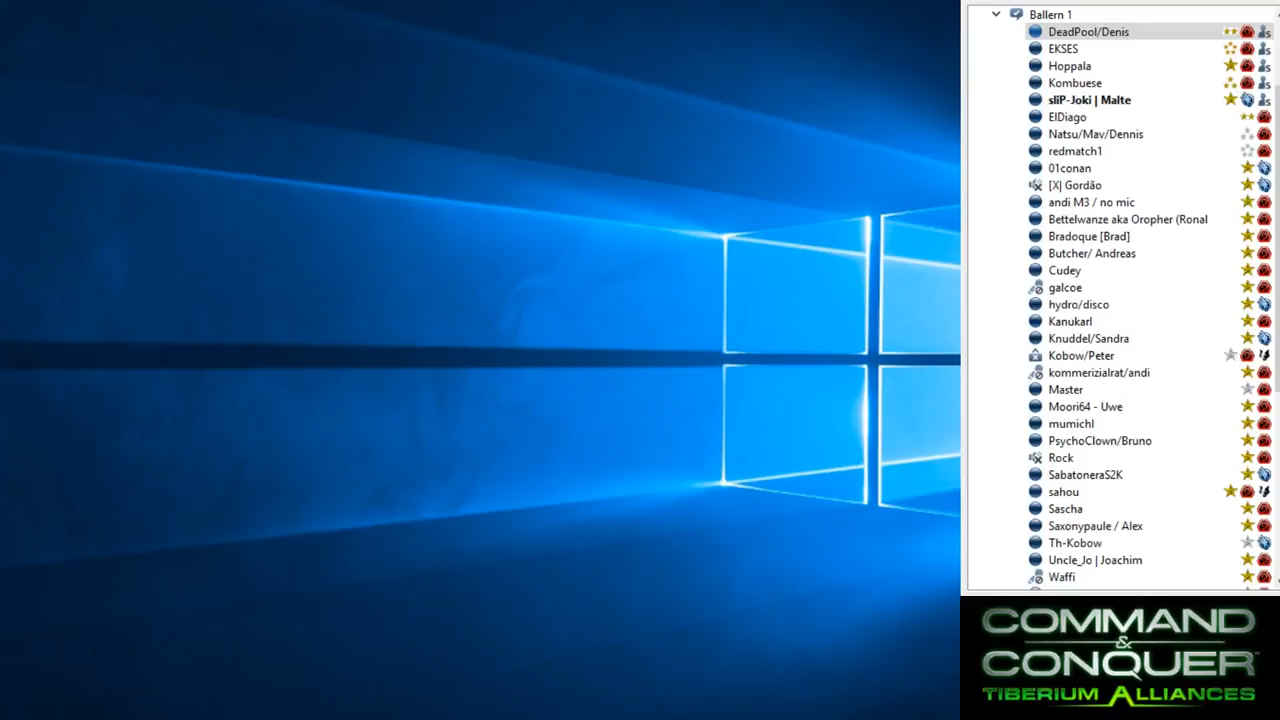 Ballern 1
DeadPool/Denis
EKSES
Hoppala
Kombuese
sliP-Joki | Malte
ElDiago
Natsu/Mav/Dennis
redmatch1
01conan
[X| Gordão
andi M3 / no mic
Bettelwanze aka Oropher (Ronal
Bradoque [Brad]
Butcher/ Andreas
Cudey
galcoe
hydro/disco
Kanukarl
Knuddel/Sandra
Kobow/Peter
kommerizialrat/andi
Master
Moori64 - Uwe
mumichl
PsychoClown/Bruno
Rock
SabatoneraS2K
sahou
Sascha
Saxonypaule / Alex
Th-Kobow
Uncle_Jo | Joachim
Waffi
COMMAND
&
CONQUER™
TIBERIUM ALLIANCES